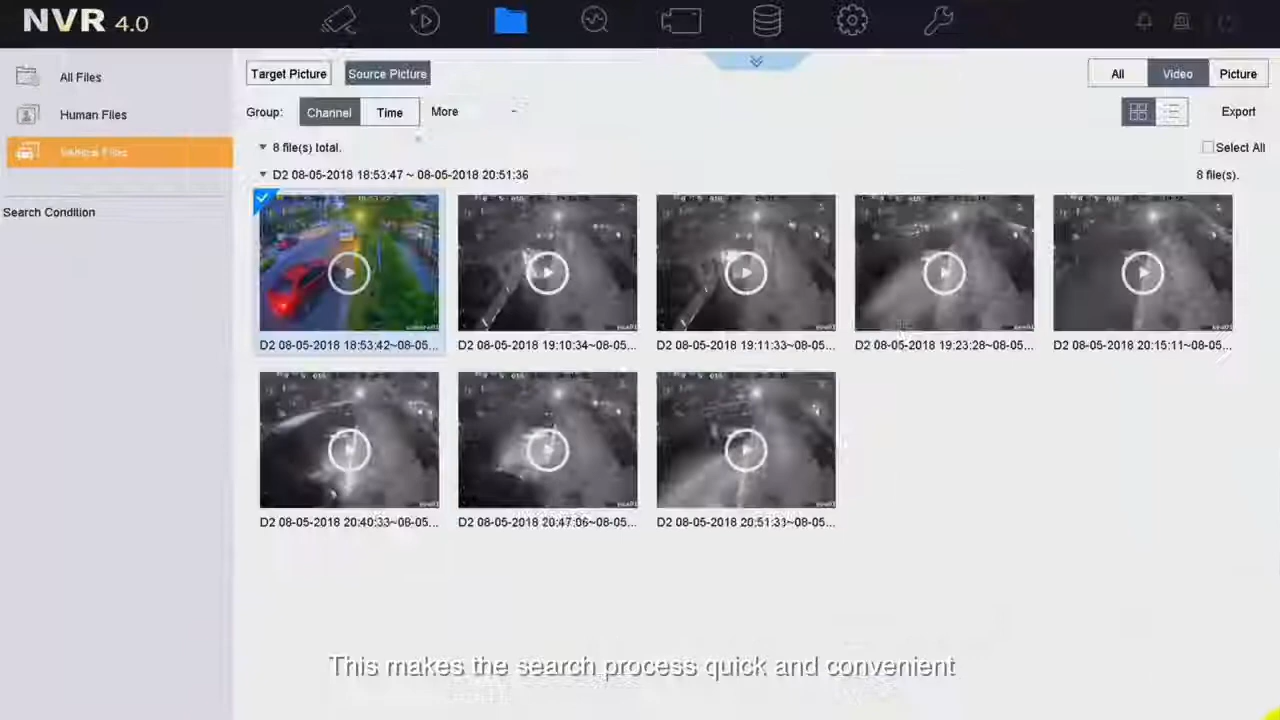 NVR 4.0
All Files
Human Files
Search Condition
Target Picture
Source Picture
All
Video
Picture
Group:
Channel
Time
More
Export
8 file(s) total.
Select All
D2 08-05-2018 18:53:47 ~ 08-05-2018 20:51:36
8 file(s).
D2 08-05-2018 18:53:42~08-05...
D2 08-05-2018 19:10:34~08-05...
D2 08-05-2018 19:11:33~08-05...
D2 08-05-2018 19:23:28~08-05...
D2 08-05-2018 20:15:11~08-05...
D2 08-05-2018 20:40:33~08-05...
D2 08-05-2018 20:47:06~08-05...
D2 08-05-2018 20:51:31~08-05...
This makes the search process quick and convenient